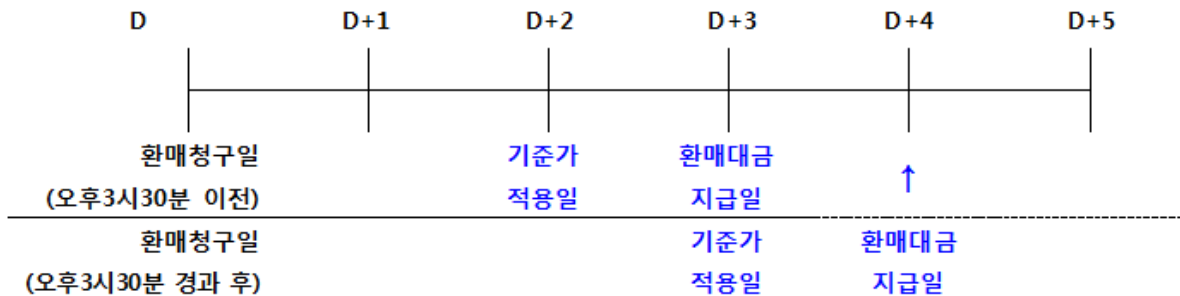 D D+1 D+2 D+3 D+4 D+5
환매청구일 기준가 환매대금
(오후3시30분 이전) 적용일 지급일 ↑
환매청구일 기준가 환매대금
(오후3시30분 경과 후) 적용일 지급일